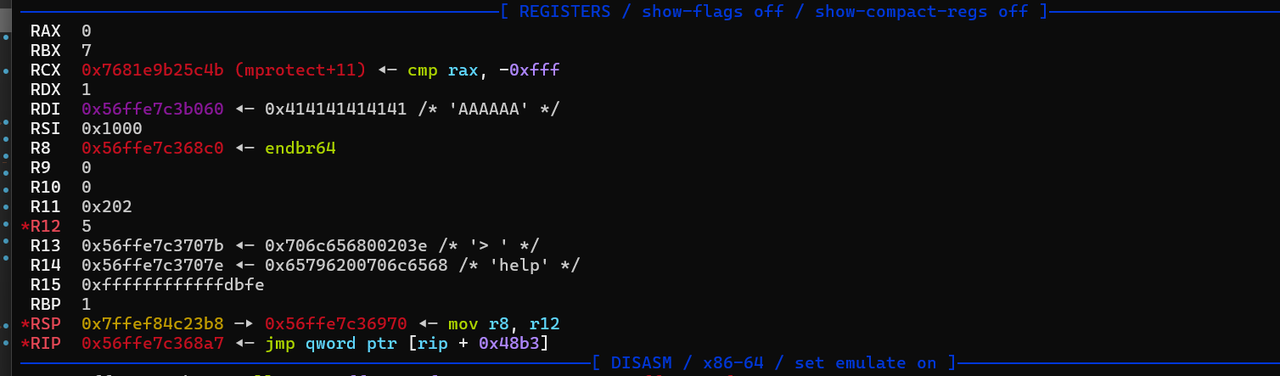 [ REGISTERS / show-flags off / show-compact-regs off ]
RAX 0
RBX 7
RCX 0x7681e9b25c4b (mprotect+11) ◂— cmp rax, -0xfff
RDX 1
RDI 0x56ffe7c3b060 ◂— 0x414141414141 /* 'AAAAAA' */
RSI 0x1000
R8 0x56ffe7c368c0 ◂— endbr64
R9 0
R10 0
R11 0x202
*R12 5
R13 0x56ffe7c3707b ◂— 0x706c656800203e /* '> ' */
R14 0x56ffe7c3707e ◂— 0x65796200706c6568 /* 'help' */
R15 0xffffffffffffdbfe
RBP 1
*RSP 0x7ffef84c23b8 —▸ 0x56ffe7c36970 ◂— mov r8, r12
*RIP 0x56ffe7c368a7 ◂— jmp qword ptr [rip + 0x48b3]
[ DISASM / x86-64 / set emulate on ]